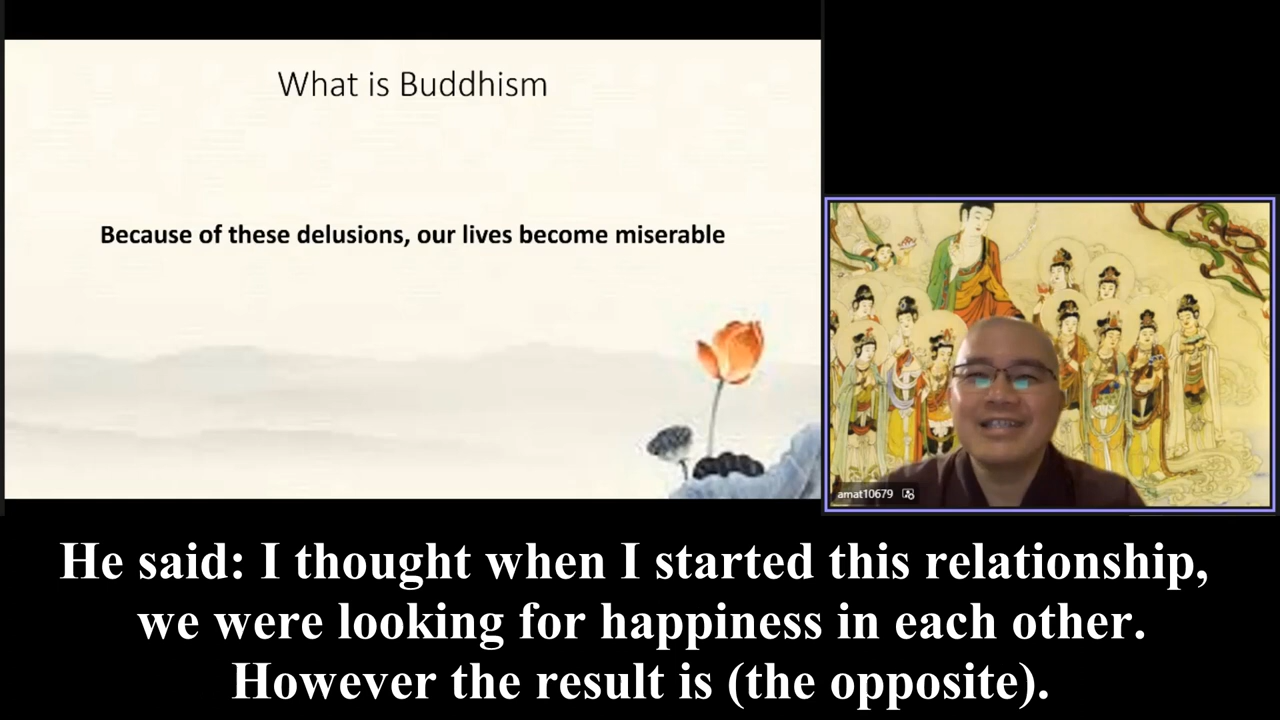 What is Buddhism
Because of these delusions, our lives become miserable
amat10679
He said: I thought when I started this relationship,
we were looking for happiness in each other.
However the result is (the opposite).